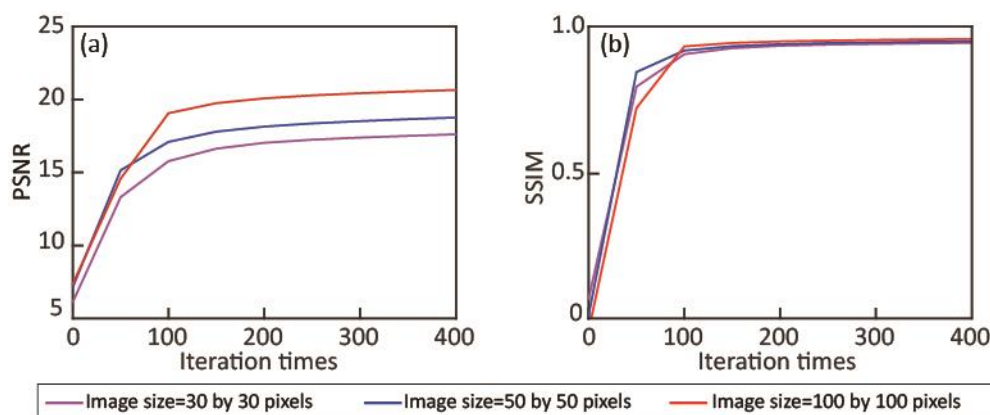 (a)
PSNR
25
20
15
10
5
0 100 200 300 400
Iteration times
(b)
SSIM
1.0
0.5
0
0 100 200 300 400
Iteration times
Image size=30 by 30 pixels Image size=50 by 50 pixels Image size=100 by 100 pixels